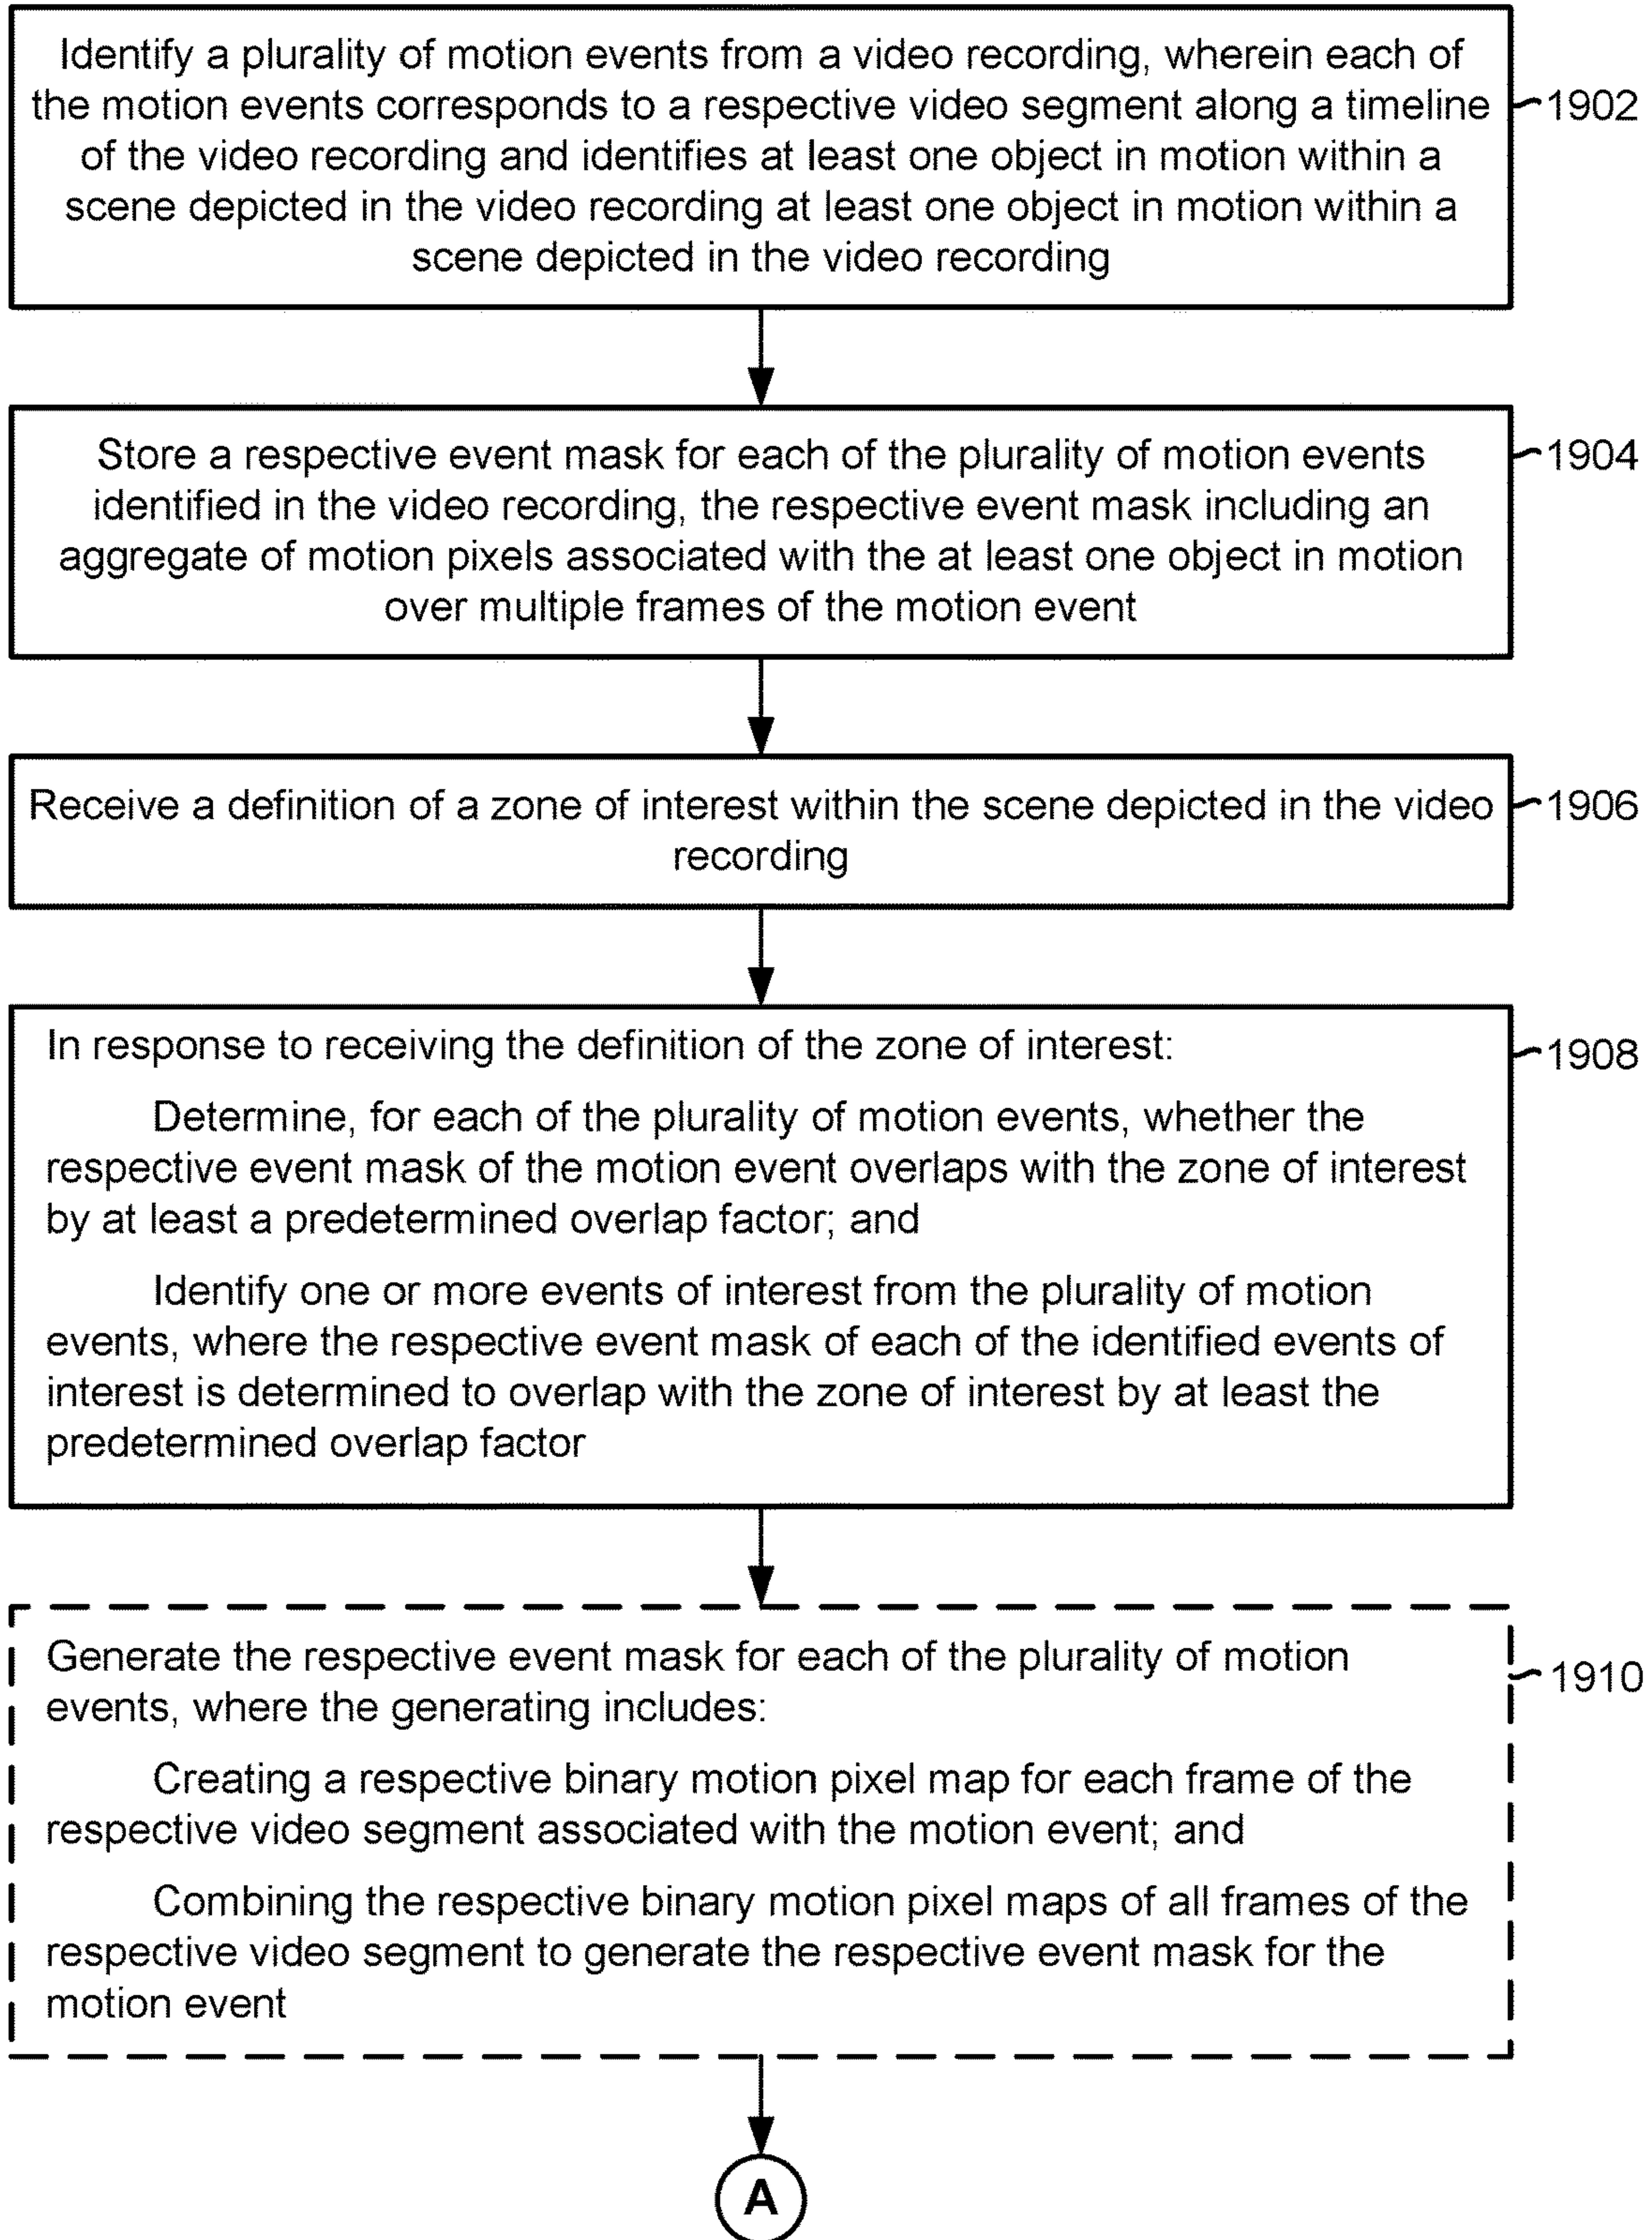 Identify a plurality of motion events from a video recording, wherein each of
the motion events corresponds to a respective video segment along a timeline
of the video recording and identifies at least one object in motion within a
scene depicted in the video recording at least one object in motion within a
scene depicted in the video recording
1902
Store a respective event mask for each of the plurality of motion events
identified in the video recording, the respective event mask including an
aggregate of motion pixels associated with the at least one object in motion
over multiple frames of the motion event
1904
Receive a definition of a zone of interest within the scene depicted in the video
recording
1906
In response to receiving the definition of the zone of interest:
Determine, for each of the plurality of motion events, whether the
respective event mask of the motion event overlaps with the zone of interest
by at least a predetermined overlap factor; and
Identify one or more events of interest from the plurality of motion
events, where the respective event mask of each of the identified events of
interest is determined to overlap with the zone of interest by at least the
predetermined overlap factor
1908
Generate the respective event mask for each of the plurality of motion
events, where the generating includes:
Creating a respective binary motion pixel map for each frame of the
respective video segment associated with the motion event; and
Combining the respective binary motion pixel maps of all frames of the
respective video segment to generate the respective event mask for the
motion event
1910
A